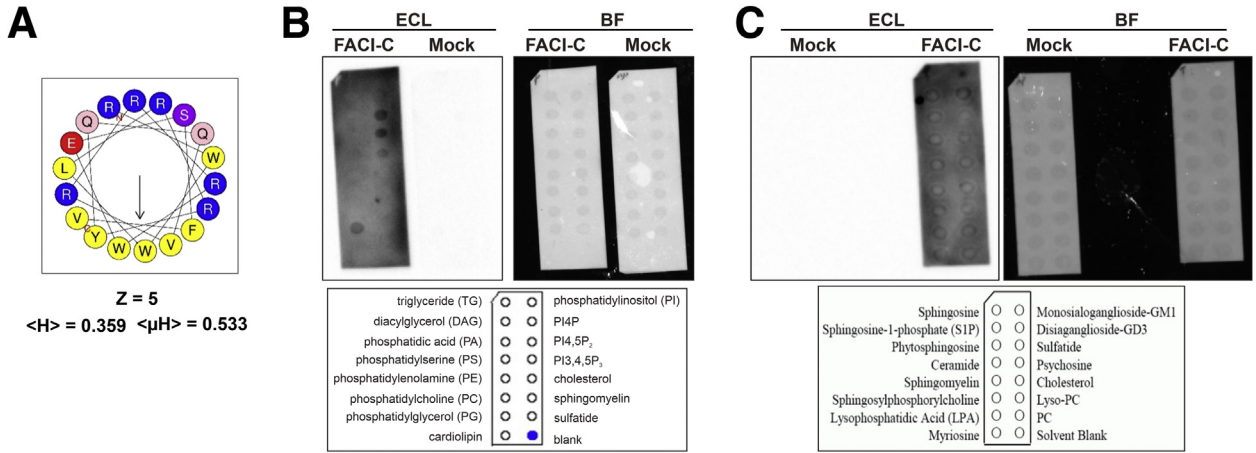 A
R
R
R
S
Q
Q
E
W
L
R
R
R
V
F
Y
W
W
V
N
Z = 5
<H> = 0.359 <µH> = 0.533
B
ECL BF
FACI-C Mock FACI-C Mock
triglyceride (TG) phosphatidylinositol (PI)
diacylglycerol (DAG) PI4P
phosphatidic acid (PA) PI4,5P₂
phosphatidylserine (PS) PI3,4,5P₃
phosphatidylenolamine (PE) cholesterol
phosphatidylcholine (PC) sphingomyelin
phosphatidylglycerol (PG) sulfatide
cardiolipin blank
C
ECL BF
Mock FACI-C Mock FACI-C
Sphingosine Monosialoganglioside-GM1
Sphingosine-1-phosphate (S1P) Disiaganglioside-GD3
Phytosphingosine Sulfatide
Ceramide Psychosine
Sphingomyelin Cholesterol
Sphingosylphosphorylcholine Lyso-PC
Lysophosphatidic Acid (LPA) PC
Myriosine Solvent Blank